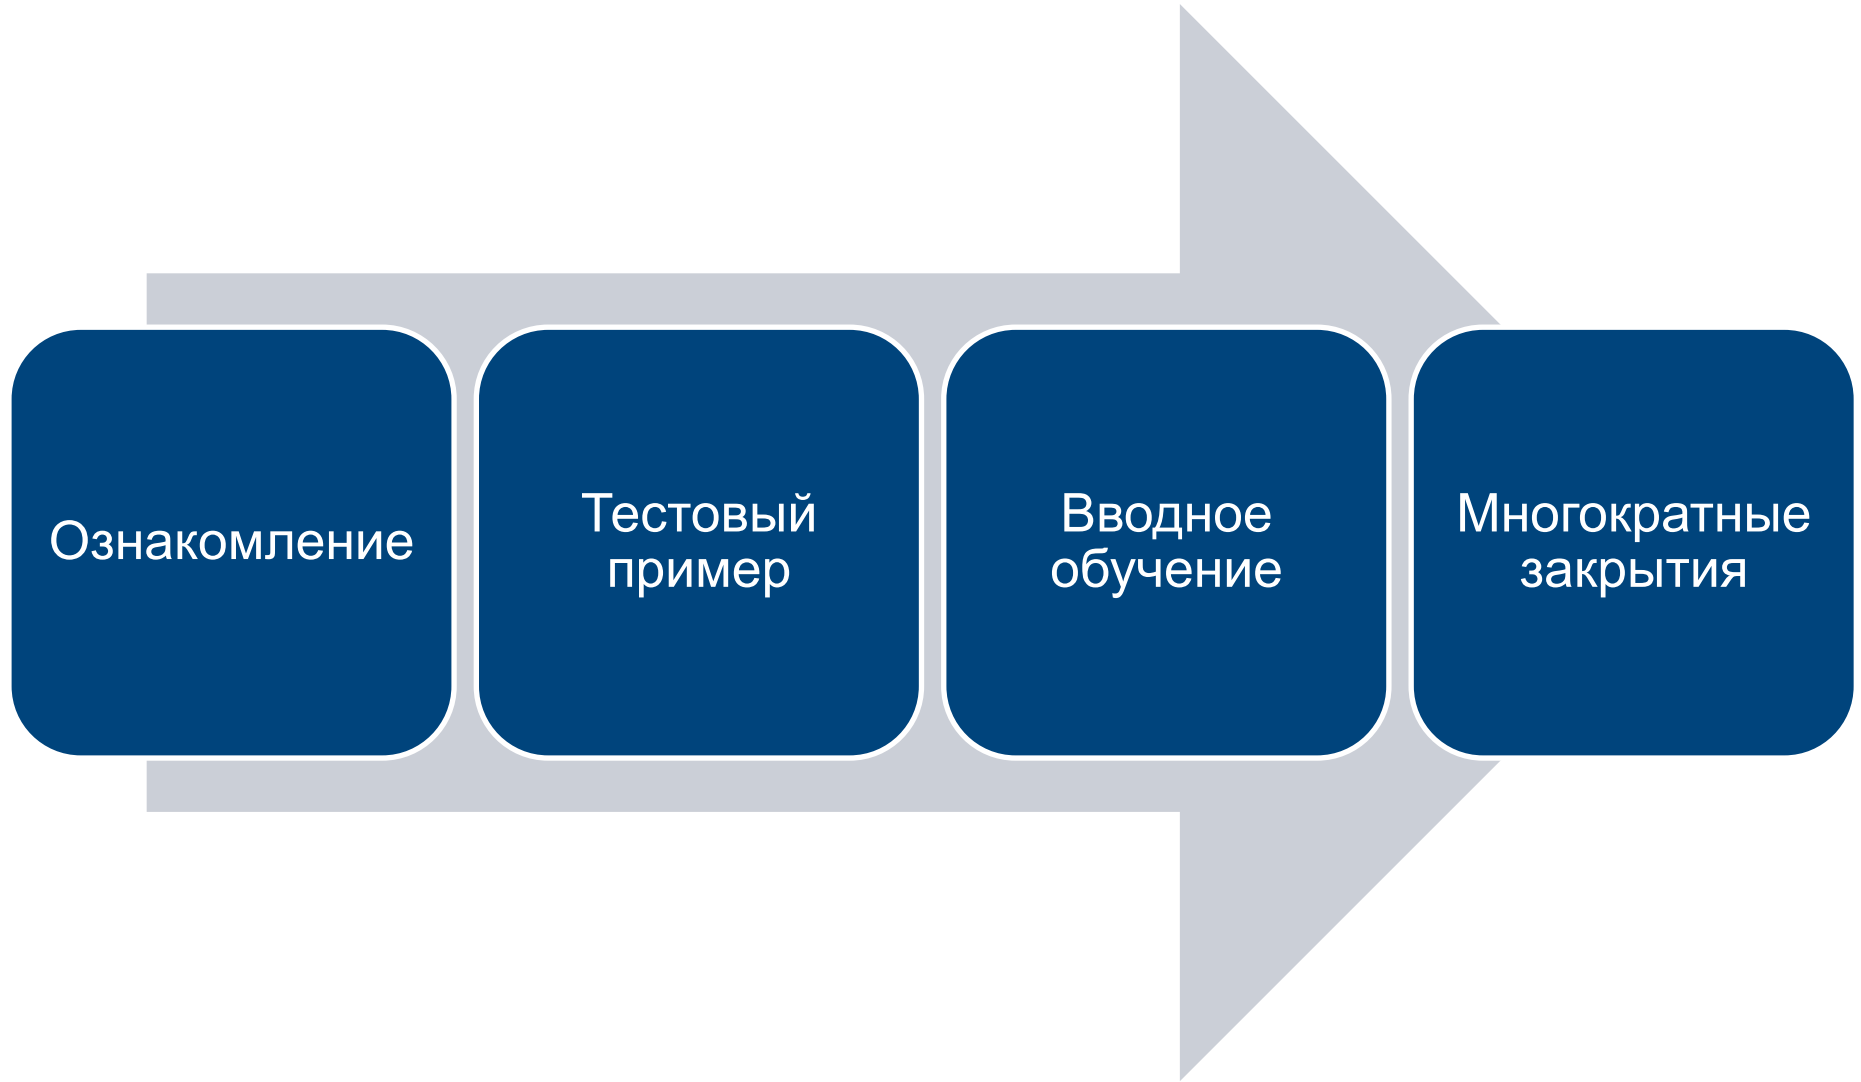 Ознакомление
Тестовый
пример
Вводное
обучение
Многократные
закрытия